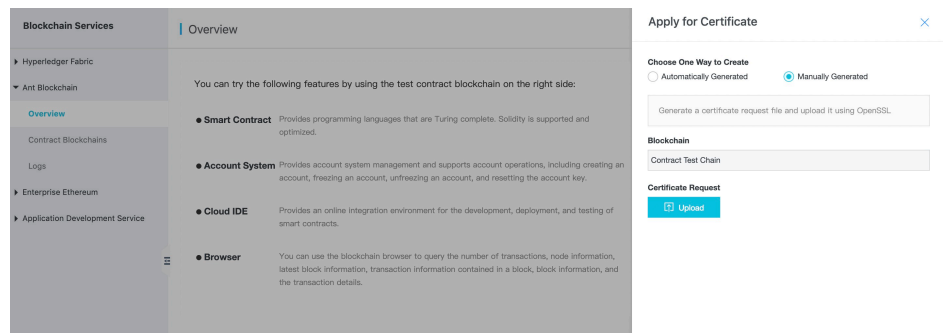 Blockchain Services
Hyperledger Fabric
Ant Blockchain
Overview
Contract Blockchains
Logs
Enterprise Ethereum
Application Development Service
Overview
You can try the following features by using the test contract blockchain on the right side:
● Smart Contract
Provides programming languages that are Turing complete. Solidity is supported and
optimized.
● Account System
Provides account system management and supports account operations, including creating an
account, freezing an account, unfreezing an account, and resetting the account key.
● Cloud IDE
Provides an online integration environment for the development, deployment, and testing of
smart contracts.
● Browser
You can use the blockchain browser to query the number of transactions, node information,
latest block information, transaction information contained in a block, block information, and
the transaction details.
Apply for Certificate
Choose One Way to Create
Automatically Generated
Manually Generated
Generate a certificate request file and upload it using OpenSSL
Blockchain
Contract Test Chain
Certificate Request
Upload